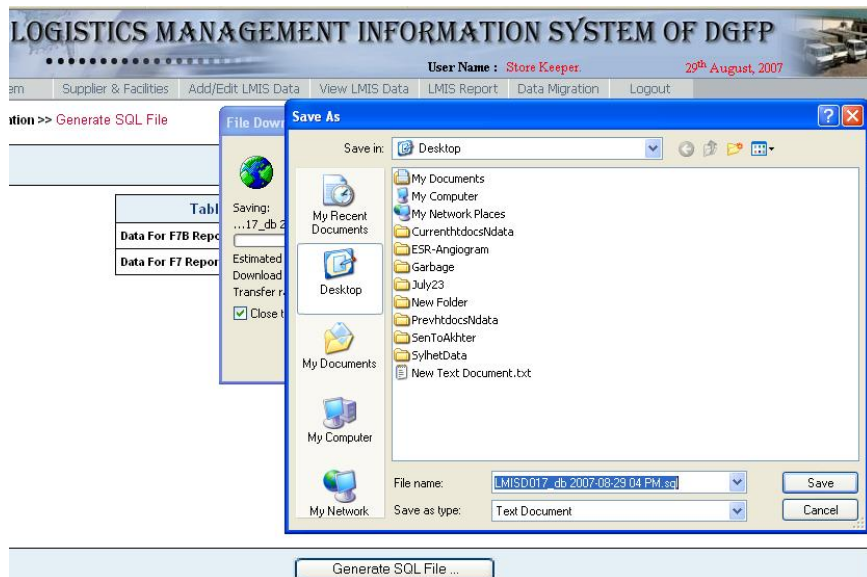 LOGISTICS MANAGEMENT INFORMATION SYSTEM OF DGFP
User Name : Store Keeper. 29th August, 2007
em Supplier & Facilities Add/Edit LMIS Data View LMIS Data LMIS Report Data Migration Logout
ation >> Generate SQL File
File Down
Save As
Save in: Desktop
My Recent Documents
Desktop
My Documents
My Computer
My Network
My Documents
My Computer
My Network Places
CurrenthtdocsNdata
ESR-Angiogram
Garbage
July23
New Folder
PrevhtdocsNdata
SenToAkhter
SylhetData
New Text Document.txt
File name: LMISD017_db 2007-08-29 04 PM.sql Save
Save as type: Text Document Cancel
Saving:
...17_db 2
Estimated
Download
Transfer ra
Close t
Tabl
Data For F7B Repo
Data For F7 Repor
Generate SQL File ...